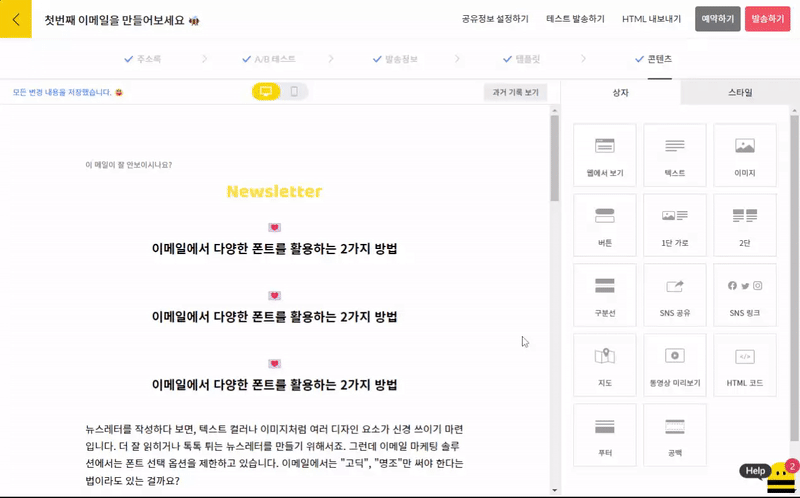 첫번째 이메일을 만들어보세요
공유정보 설정하기
테스트 발송하기
HTML 내보내기
예약하기
발송하기
주소록
A/B 테스트
발송정보
템플릿
콘텐츠
모든 변경 내용을 저장했습니다.
과거 기록 보기
상자
스타일
이 메일이 잘 안보이시나요?
Newsletter
이메일에서 다양한 폰트를 활용하는 2가지 방법
이메일에서 다양한 폰트를 활용하는 2가지 방법
이메일에서 다양한 폰트를 활용하는 2가지 방법
뉴스레터를 작성하다 보면, 텍스트 컬러나 이미지처럼 여러 디자인 요소가 신경 쓰이기 마련
입니다. 더 잘 읽히거나 톡톡 튀는 뉴스레터를 만들기 위해서죠. 그런데 이메일 마케팅 솔루
션에서는 폰트 선택 옵션을 제한하고 있습니다. 이메일에서는 "고딕", "명조"만 써야 한다는
법이라도 있는 걸까요?
웹에서 보기
텍스트
이미지
버튼
1단 가로
2단
구분선
SNS 공유
SNS 링크
지도
동영상 미리보기
HTML 코드
푸터
공백
Help
2